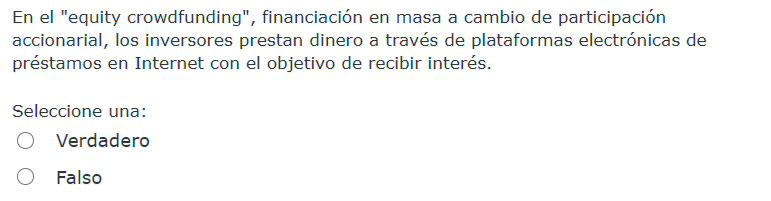 En el "equity crowdfunding", financiación en masa a cambio de participación
accionarial, los inversores prestan dinero a través de plataformas electrónicas de
préstamos en Internet con el objetivo de recibir interés.
Seleccione una:
Verdadero
Falso